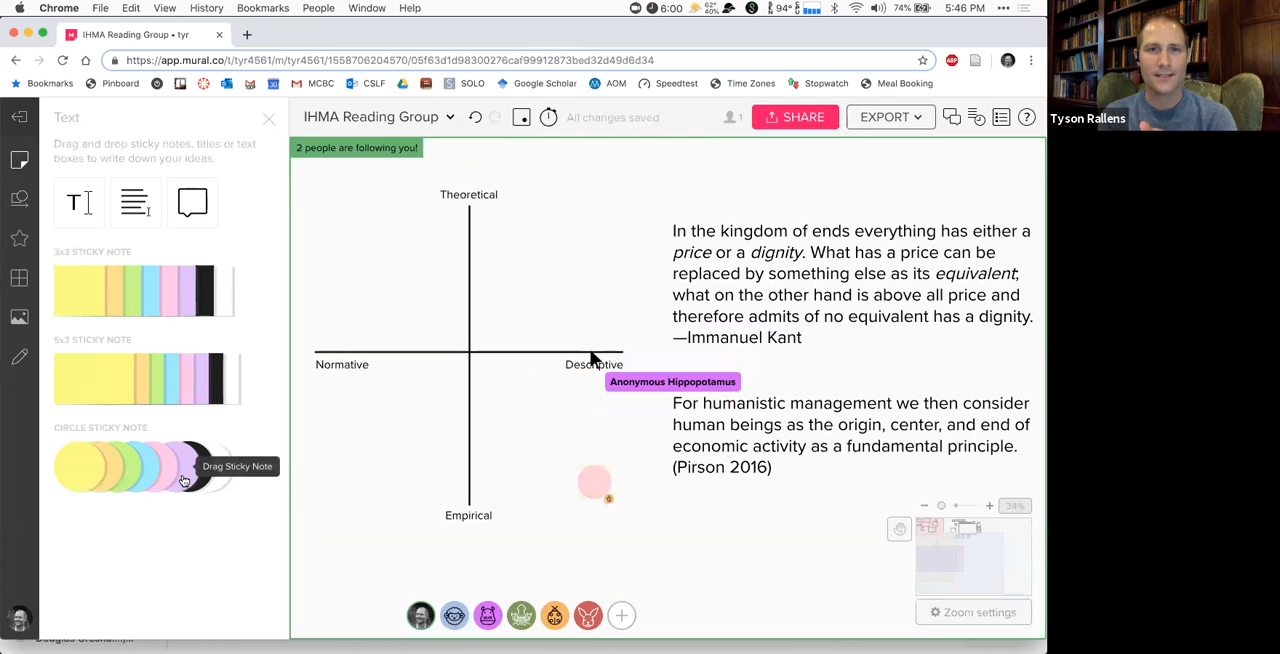 Chrome File Edit View History Bookmarks People Window Help
6:00 62° 40% 94° 74% 5:46 PM
IHMA Reading Group • tyr
https://app.mural.co/t/tyr4561/m/tyr4561/1558706204570/05f63d1d98300276caf99912873bed32d49d6d34
ABP
Bookmarks Pinboard MCBC CSLF SOLO Google Scholar AOM Speedtest Time Zones Stopwatch Meal Booking
Tyson Rallens
Text
IHMA Reading Group All changes saved 1 SHARE EXPORT
Drag and drop sticky notes, titles or text
boxes to write down your ideas.
2 people are following you!
3x3 STICKY NOTE
5x3 STICKY NOTE
CIRCLE STICKY NOTE
Drag Sticky Note
Theoretical
Normative
Descriptive
Empirical
Anonymous Hippopotamus
In the kingdom of ends everything has either a
price or a dignity. What has a price can be
replaced by something else as its equivalent;
what on the other hand is above all price and
therefore admits of no equivalent has a dignity.
—Immanuel Kant
For humanistic management we then consider
human beings as the origin, center, and end of
economic activity as a fundamental principle.
(Pirson 2016)
34%
Zoom settings